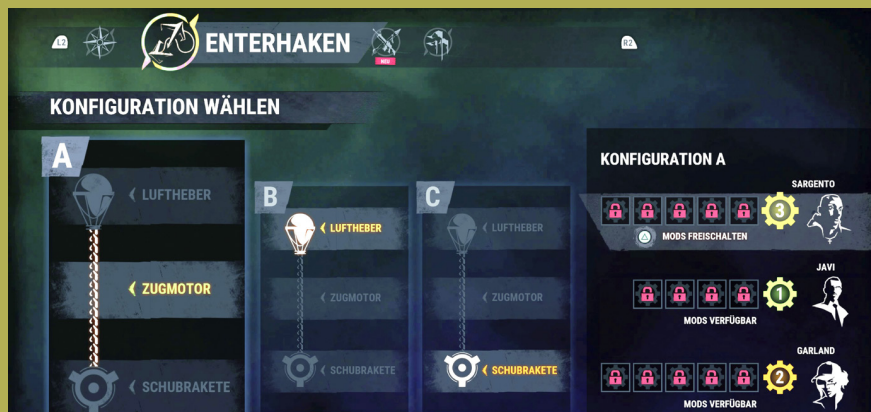 L2
ENTERHAKEN
NEU
R2
KONFIGURATION WÄHLEN
A
LUFTHEBER
ZUGMOTOR
SCHUBRAKETE
B
LUFTHEBER
ZUGMOTOR
SCHUBRAKETE
C
LUFTHEBER
ZUGMOTOR
SCHUBRAKETE
KONFIGURATION A
SARGENTO
3
MODS FREISCHALTEN
JAVI
1
MODS VERFÜGBAR
GARLAND
2
MODS VERFÜGBAR